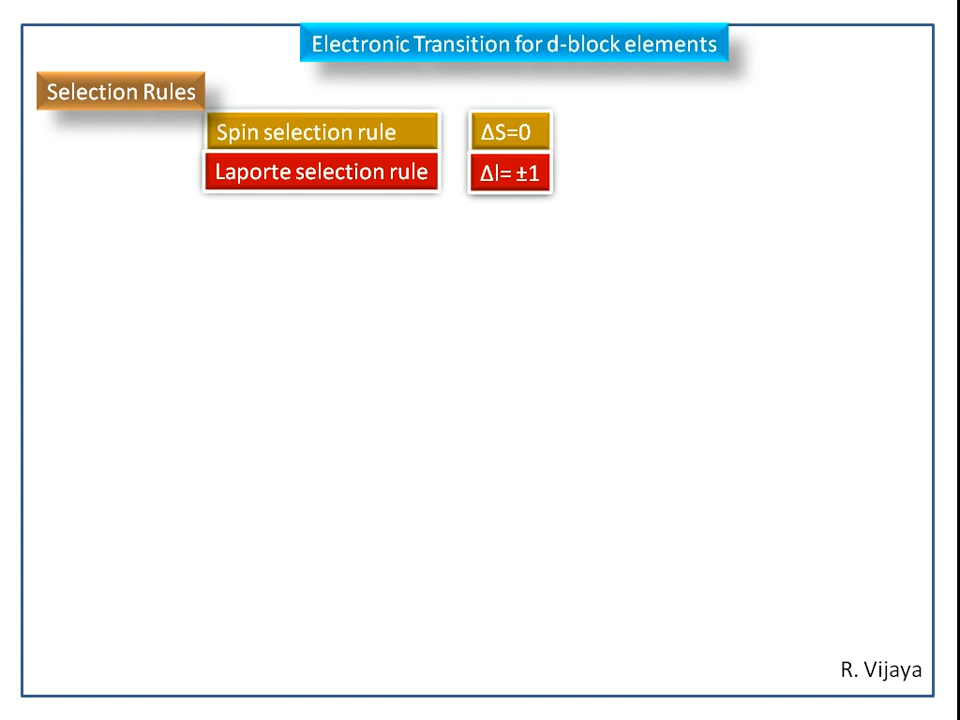 Electronic Transition for d-block elements
Selection Rules
Spin selection rule ΔS=0
Laporte selection rule Δl= ±1
R. Vijaya